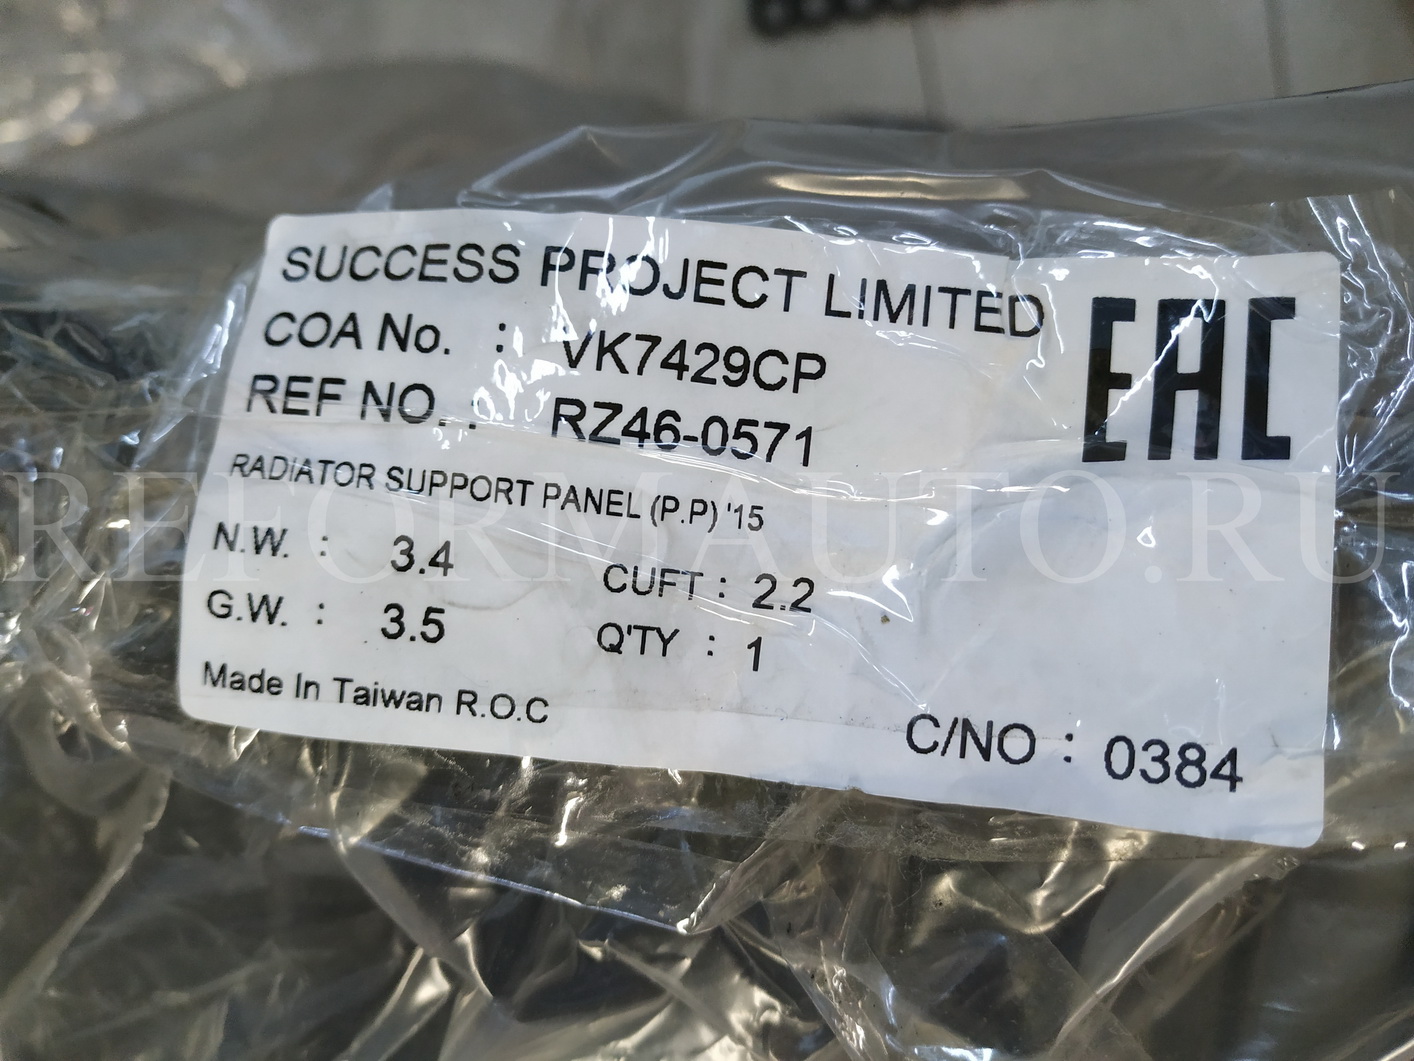 SUCCESS PROJECT LIMITED
COA No. : VK7429CP
REF NO. : RZ46-0571
RADIATOR SUPPORT PANEL (P.P) '15
N.W. : 3.4
CUFT : 2.2
G.W. : 3.5
Q'TY : 1
Made In Taiwan R.O.C
C/NO : 0384
EAC
REFORMAUTO.RU